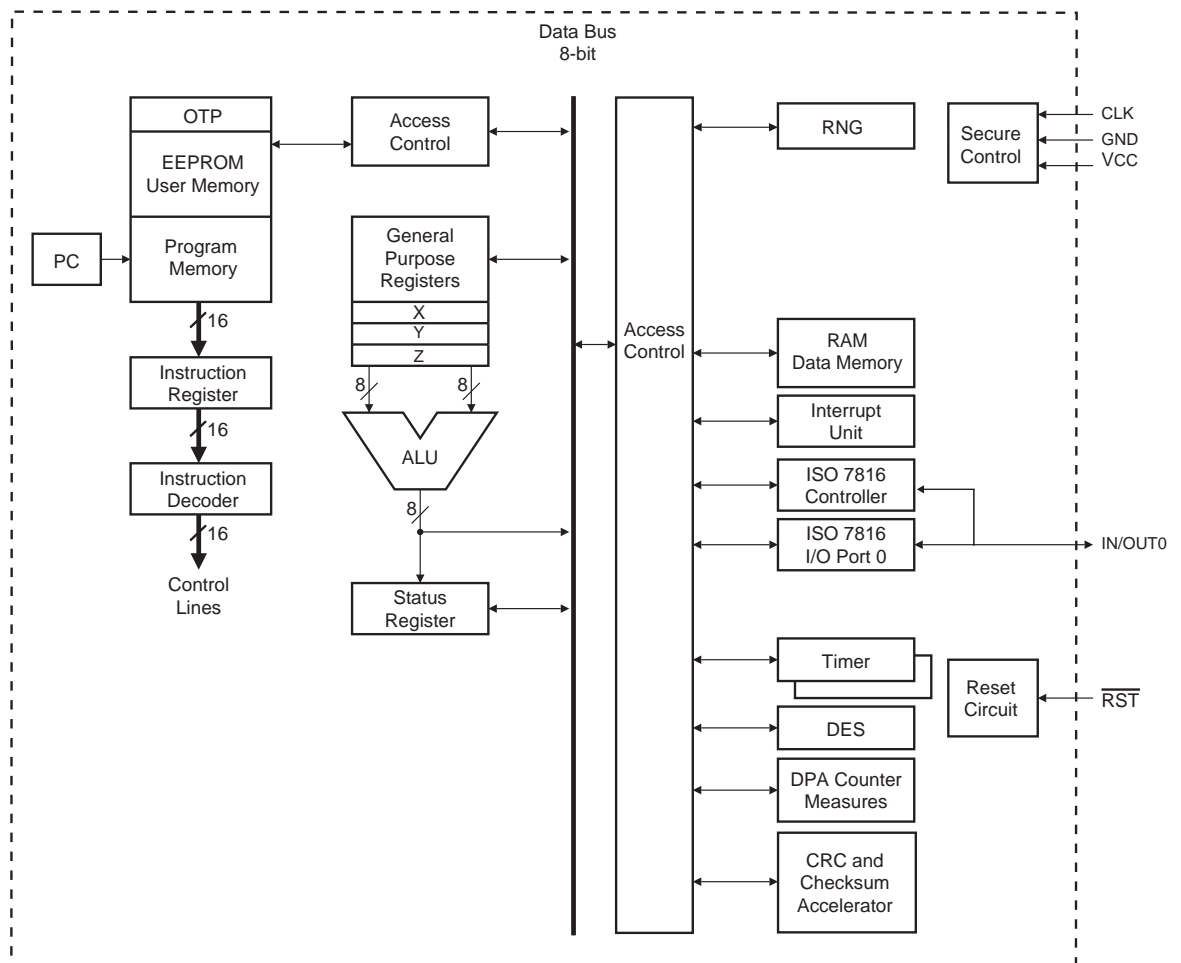 Data Bus
8-bit
OTP
EEPROM
User Memory
Program
Memory
PC
16
Instruction
Register
16
Instruction
Decoder
16
Control
Lines
Access
Control
General
Purpose
Registers
X
Y
Z
8
8
ALU
8
Status
Register
Access
Control
RNG
RAM
Data Memory
Interrupt
Unit
ISO 7816
Controller
ISO 7816
I/O Port 0
Timer
DES
DPA Counter
Measures
CRC and
Checksum
Accelerator
Secure
Control
CLK
GND
VCC
IN/OUT0
Reset
Circuit
RST